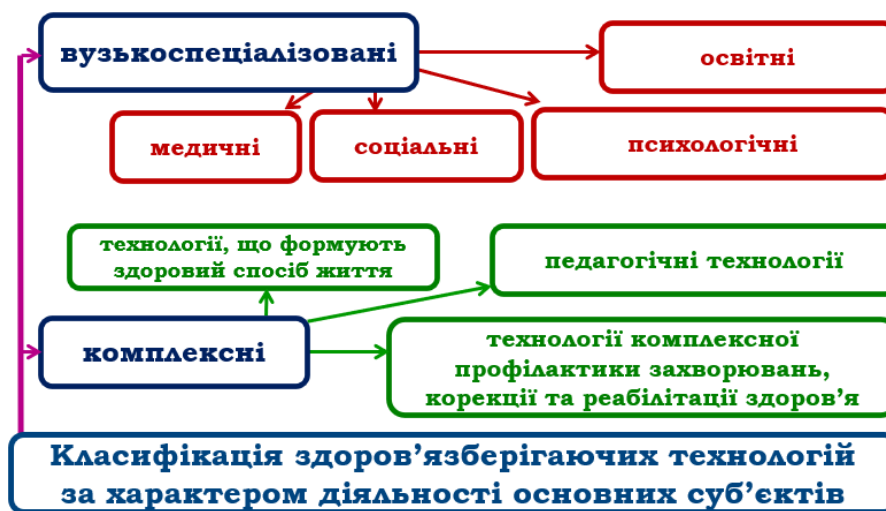 вузькоспеціалізовані
освітні
медичні
соціальні
психологічні
технології, що формують
здоровий спосіб життя
педагогічні технології
комплексні
технології комплексної
профілактики захворювань,
корекції та реабілітації здоров’я
Класифікація здоров’язберігаючих технологій
за характером діяльності основних суб’єктів